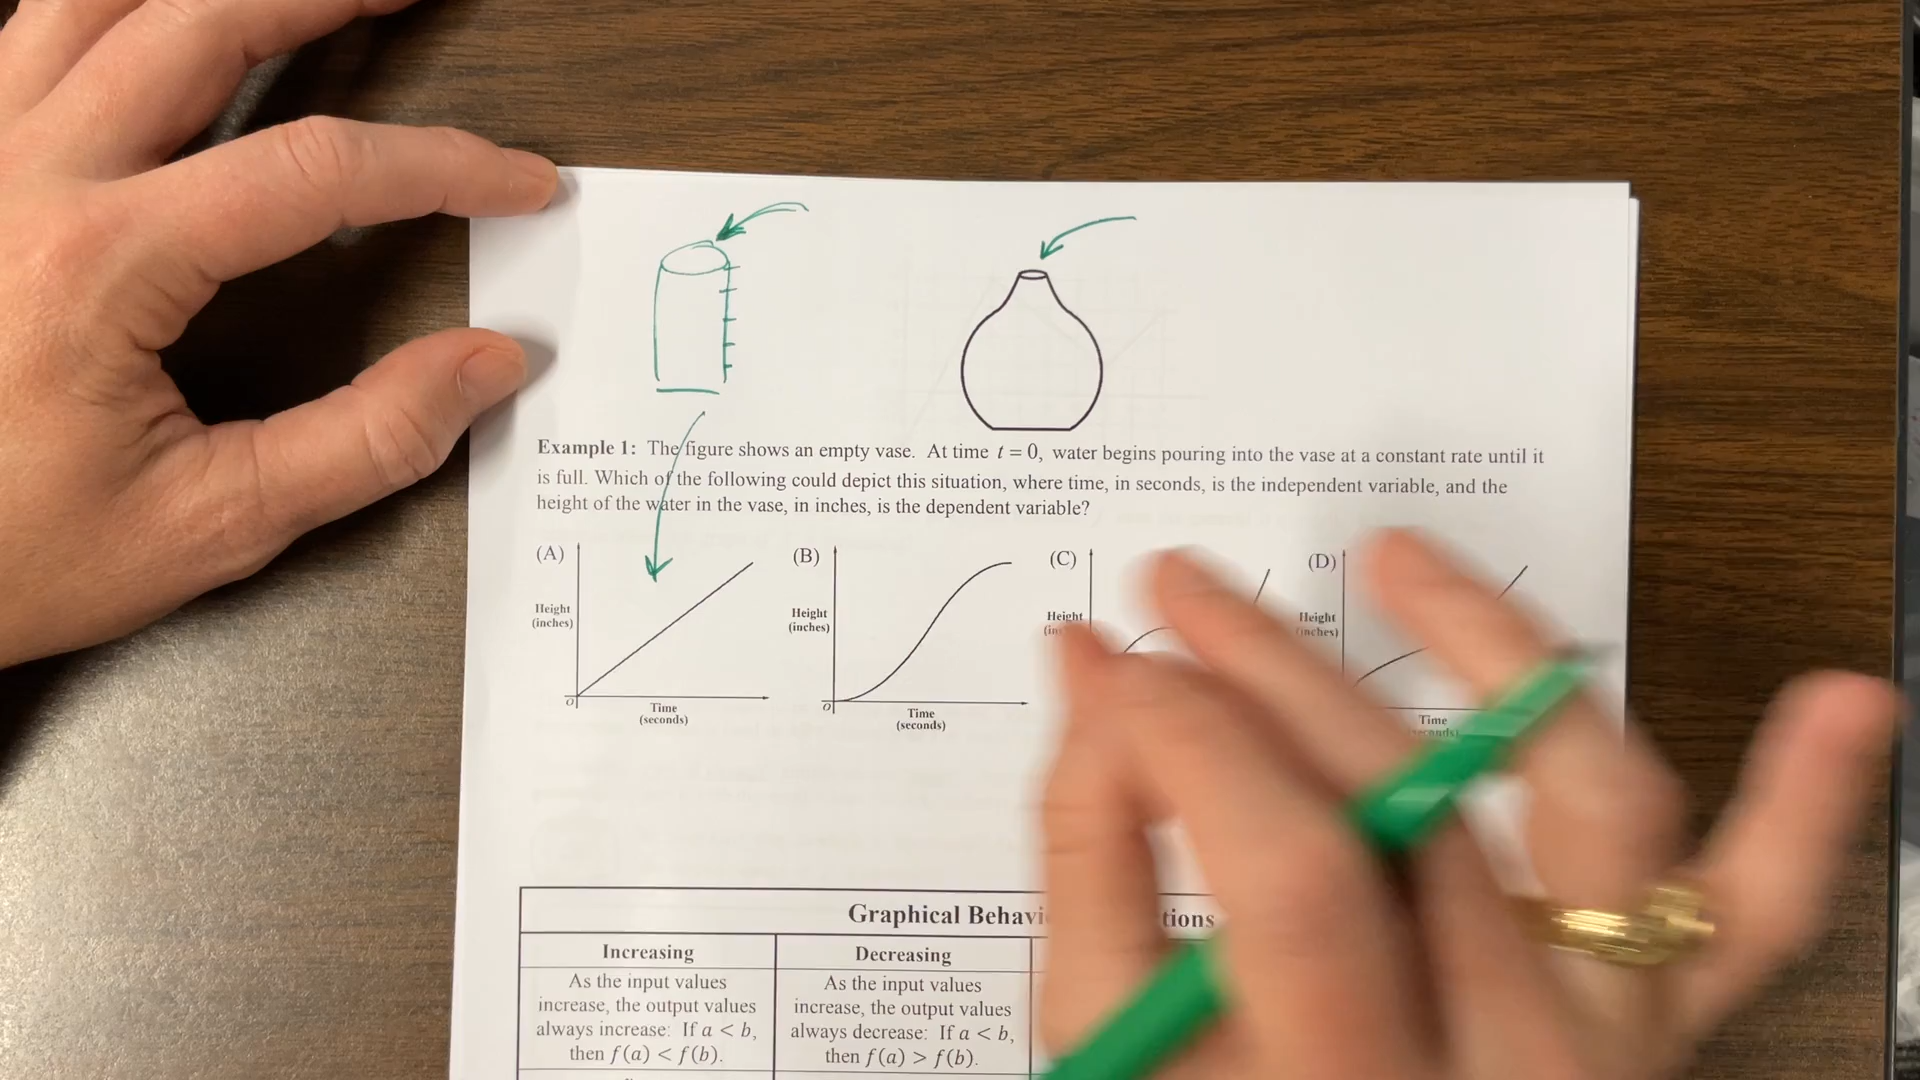 Example 1: The figure shows an empty vase. At time t = 0, water begins pouring into the vase at a constant rate until it
is full. Which of the following could depict this situation, where time, in seconds, is the independent variable, and the
height of the water in the vase, in inches, is the dependent variable?
(A)
Height
(inches)
O
Time
(seconds)
(B)
Height
(inches)
O
Time
(seconds)
(C)
Height
(D)
Height
(inches)
Time
(seconds)
Graphical
Increasing
Decreasing
As the input values
increase, the output values
always increase: If a < b,
then f(a) < f(b).
As the input values
increase, the output values
always decrease: If a < b,
then f(a) > f(b).